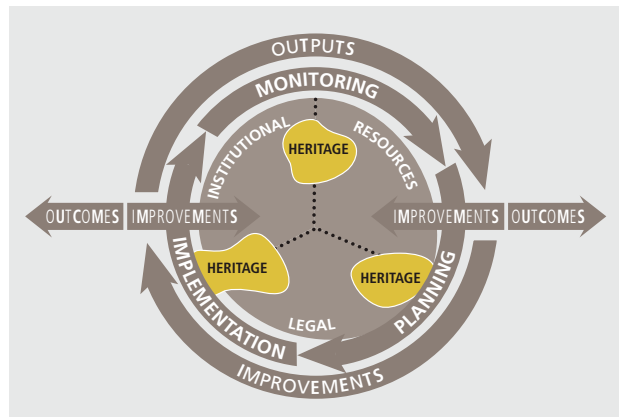 OUTPUTS
MONITORING
INSTITUTIONAL
RESOURCES
HERITAGE
OUTCOMES
IMPROVEMENTS
IMPROVEMENTS
OUTCOMES
HERITAGE
HERITAGE
IMPLEMENTATION
PLANNING
LEGAL
IMPROVEMENTS